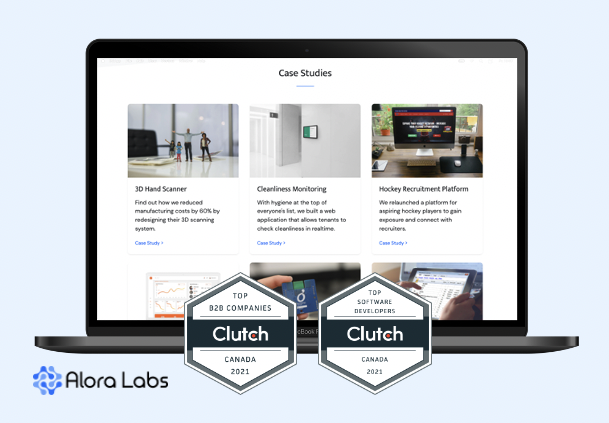 Case Studies
3D Hand Scanner
Find out how we reduced
manufacturing costs by 60% by
redesigning their 3D scanning
system.
Case Study >
Cleanliness Monitoring
With hygiene at the top of
everyone's list, we built a web
application that allows tenants to
check cleanliness in realtime.
Case Study >
Hockey Recruitment Platform
We relaunched a platform for
aspiring hockey players to gain
exposure and connect with
recruiters.
Case Study >
TOP
B2B COMPANIES
Clutch
CANADA
2021
TOP
SOFTWARE
DEVELOPERS
Clutch
CANADA
2021
Alora Labs